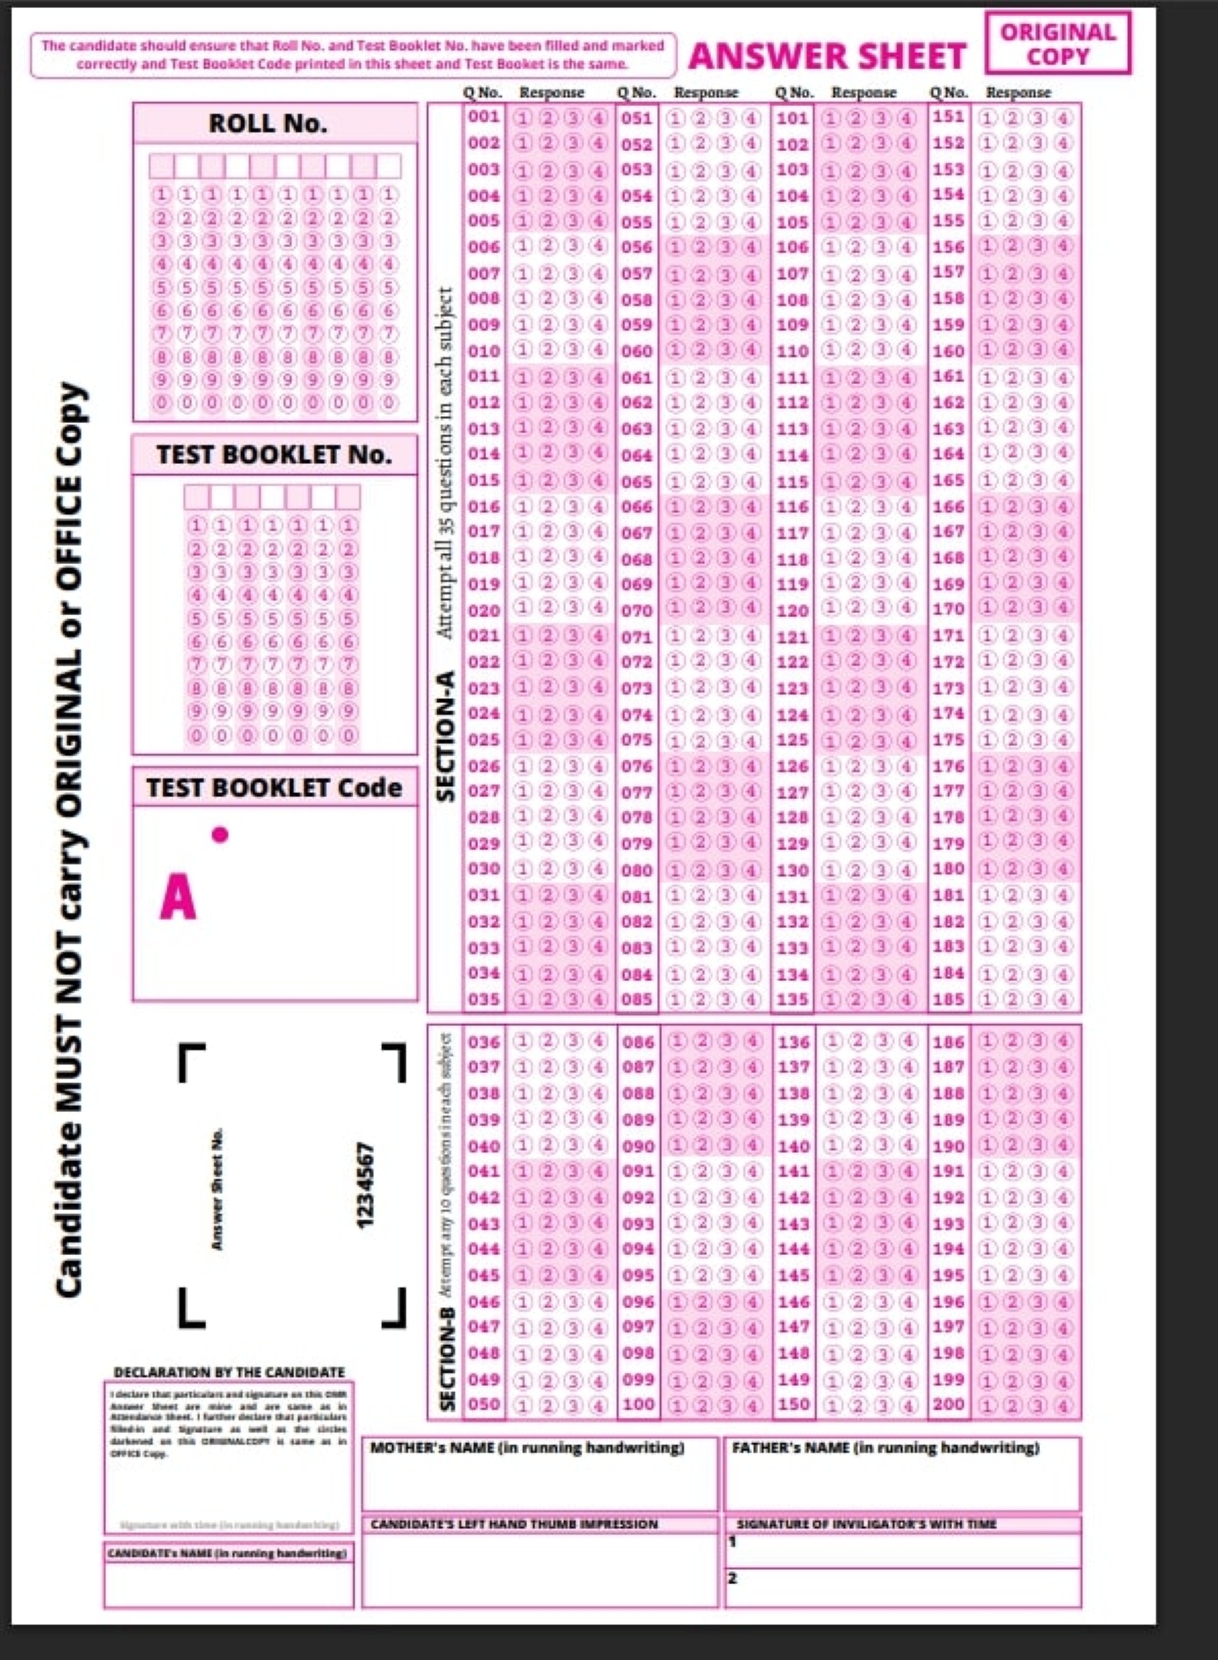 The candidate should ensure that Roll No. and Test Booklet No. have been filled and marked
correctly and Test Booklet Code printed in this sheet and Test Booket is the same.
ANSWER SHEET
ORIGINAL
COPY
Candidate MUST NOT carry ORIGINAL or OFFICE Copy
ROLL No.
1 1 1 1 1 1 1 1 1 1
2 2 2 2 2 2 2 2 2 2
3 3 3 3 3 3 3 3 3 3
4 4 4 4 4 4 4 4 4 4
5 5 5 5 5 5 5 5 5 5
6 6 6 6 6 6 6 6 6 6
7 7 7 7 7 7 7 7 7 7
8 8 8 8 8 8 8 8 8 8
9 9 9 9 9 9 9 9 9 9
0 0 0 0 0 0 0 0 0 0
TEST BOOKLET No.
1 1 1 1 1 1 1
2 2 2 2 2 2 2
3 3 3 3 3 3 3
4 4 4 4 4 4 4
5 5 5 5 5 5 5
6 6 6 6 6 6 6
7 7 7 7 7 7 7
8 8 8 8 8 8 8
9 9 9 9 9 9 9
0 0 0 0 0 0 0
TEST BOOKLET Code
A
Answer Sheet No.
1234567
Q No. Response Q No. Response Q No. Response Q No. Response
SECTION-A Attempt all 35 questions in each subject
001 1 2 3 4 051 1 2 3 4 101 1 2 3 4 151 1 2 3 4
002 1 2 3 4 052 1 2 3 4 102 1 2 3 4 152 1 2 3 4
003 1 2 3 4 053 1 2 3 4 103 1 2 3 4 153 1 2 3 4
004 1 2 3 4 054 1 2 3 4 104 1 2 3 4 154 1 2 3 4
005 1 2 3 4 055 1 2 3 4 105 1 2 3 4 155 1 2 3 4
006 1 2 3 4 056 1 2 3 4 106 1 2 3 4 156 1 2 3 4
007 1 2 3 4 057 1 2 3 4 107 1 2 3 4 157 1 2 3 4
008 1 2 3 4 058 1 2 3 4 108 1 2 3 4 158 1 2 3 4
009 1 2 3 4 059 1 2 3 4 109 1 2 3 4 159 1 2 3 4
010 1 2 3 4 060 1 2 3 4 110 1 2 3 4 160 1 2 3 4
011 1 2 3 4 061 1 2 3 4 111 1 2 3 4 161 1 2 3 4
012 1 2 3 4 062 1 2 3 4 112 1 2 3 4 162 1 2 3 4
013 1 2 3 4 063 1 2 3 4 113 1 2 3 4 163 1 2 3 4
014 1 2 3 4 064 1 2 3 4 114 1 2 3 4 164 1 2 3 4
015 1 2 3 4 065 1 2 3 4 115 1 2 3 4 165 1 2 3 4
016 1 2 3 4 066 1 2 3 4 116 1 2 3 4 166 1 2 3 4
017 1 2 3 4 067 1 2 3 4 117 1 2 3 4 167 1 2 3 4
018 1 2 3 4 068 1 2 3 4 118 1 2 3 4 168 1 2 3 4
019 1 2 3 4 069 1 2 3 4 119 1 2 3 4 169 1 2 3 4
020 1 2 3 4 070 1 2 3 4 120 1 2 3 4 170 1 2 3 4
021 1 2 3 4 071 1 2 3 4 121 1 2 3 4 171 1 2 3 4
022 1 2 3 4 072 1 2 3 4 122 1 2 3 4 172 1 2 3 4
023 1 2 3 4 073 1 2 3 4 123 1 2 3 4 173 1 2 3 4
024 1 2 3 4 074 1 2 3 4 124 1 2 3 4 174 1 2 3 4
025 1 2 3 4 075 1 2 3 4 125 1 2 3 4 175 1 2 3 4
026 1 2 3 4 076 1 2 3 4 126 1 2 3 4 176 1 2 3 4
027 1 2 3 4 077 1 2 3 4 127 1 2 3 4 177 1 2 3 4
028 1 2 3 4 078 1 2 3 4 128 1 2 3 4 178 1 2 3 4
029 1 2 3 4 079 1 2 3 4 129 1 2 3 4 179 1 2 3 4
030 1 2 3 4 080 1 2 3 4 130 1 2 3 4 180 1 2 3 4
031 1 2 3 4 081 1 2 3 4 131 1 2 3 4 181 1 2 3 4
032 1 2 3 4 082 1 2 3 4 132 1 2 3 4 182 1 2 3 4
033 1 2 3 4 083 1 2 3 4 133 1 2 3 4 183 1 2 3 4
034 1 2 3 4 084 1 2 3 4 134 1 2 3 4 184 1 2 3 4
035 1 2 3 4 085 1 2 3 4 135 1 2 3 4 185 1 2 3 4
SECTION-B Attempt any 10 questions in each subject
036 1 2 3 4 086 1 2 3 4 136 1 2 3 4 186 1 2 3 4
037 1 2 3 4 087 1 2 3 4 137 1 2 3 4 187 1 2 3 4
038 1 2 3 4 088 1 2 3 4 138 1 2 3 4 188 1 2 3 4
039 1 2 3 4 089 1 2 3 4 139 1 2 3 4 189 1 2 3 4
040 1 2 3 4 090 1 2 3 4 140 1 2 3 4 190 1 2 3 4
041 1 2 3 4 091 1 2 3 4 141 1 2 3 4 191 1 2 3 4
042 1 2 3 4 092 1 2 3 4 142 1 2 3 4 192 1 2 3 4
043 1 2 3 4 093 1 2 3 4 143 1 2 3 4 193 1 2 3 4
044 1 2 3 4 094 1 2 3 4 144 1 2 3 4 194 1 2 3 4
045 1 2 3 4 095 1 2 3 4 145 1 2 3 4 195 1 2 3 4
046 1 2 3 4 096 1 2 3 4 146 1 2 3 4 196 1 2 3 4
047 1 2 3 4 097 1 2 3 4 147 1 2 3 4 197 1 2 3 4
048 1 2 3 4 098 1 2 3 4 148 1 2 3 4 198 1 2 3 4
049 1 2 3 4 099 1 2 3 4 149 1 2 3 4 199 1 2 3 4
050 1 2 3 4 100 1 2 3 4 150 1 2 3 4 200 1 2 3 4
DECLARATION BY THE CANDIDATE
I declare that particulars and signature on this OMR
Answer Sheet are mine and are same as in
Attendance Sheet. I further declare that particulars
filled-in and Signature as well as the circles
darkened on this ORIGINALCOPY is same as in
OFFICE Copy.
Signature with time (in running handwriting)
CANDIDATE's NAME (in running handwriting)
MOTHER's NAME (in running handwriting)
FATHER's NAME (in running handwriting)
CANDIDATE'S LEFT HAND THUMB IMPRESSION
SIGNATURE OF INVILIGATOR'S WITH TIME
1
2